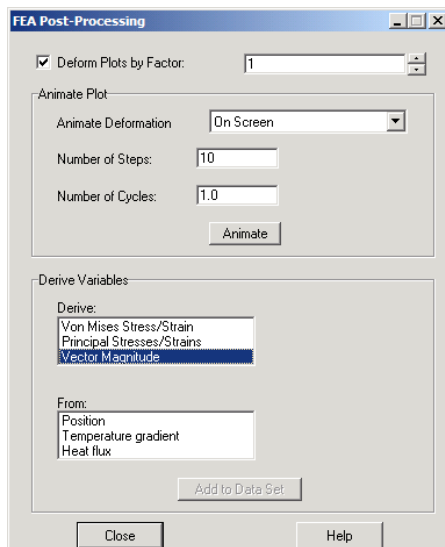 FEA Post-Processing
Deform Plots by Factor: 1
Animate Plot
Animate Deformation On Screen
Number of Steps: 10
Number of Cycles: 1.0
Animate
Derive Variables
Derive:
Von Mises Stress/Strain
Principal Stresses/Strains
Vector Magnitude
From:
Position
Temperature gradient
Heat flux
Add to Data Set
Close Help